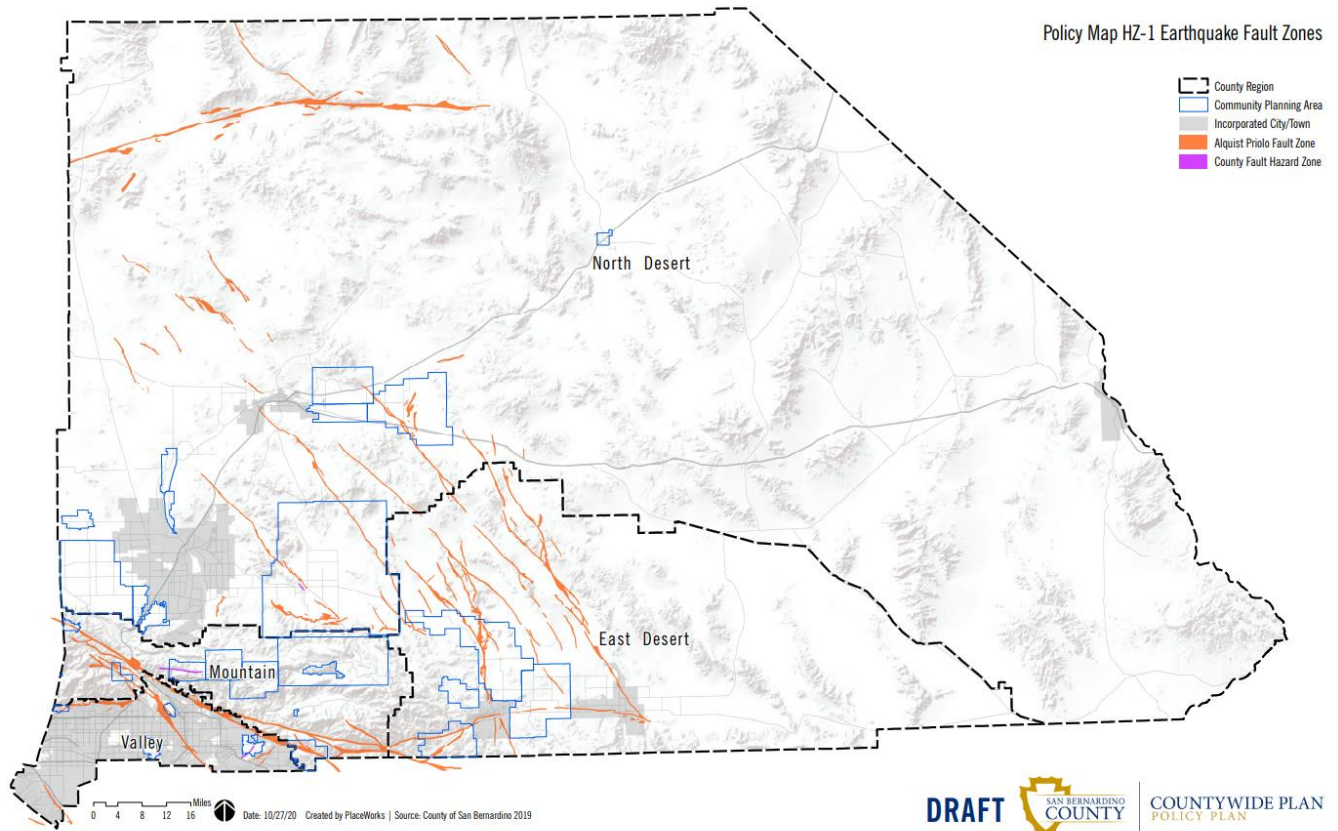 Policy Map HZ-1 Earthquake Fault Zones
County Region
Community Planning Area
Incorporated City/Town
Alquist Priolo Fault Zone
County Fault Hazard Zone
North Desert
East Desert
Mountain
Valley
Miles
0 4 8 12 16
Date: 10/27/20 Created by PlaceWorks | Source: County of San Bernardino 2019
DRAFT
SAN BERNARDINO
COUNTY
COUNTYWIDE PLAN
POLICY PLAN